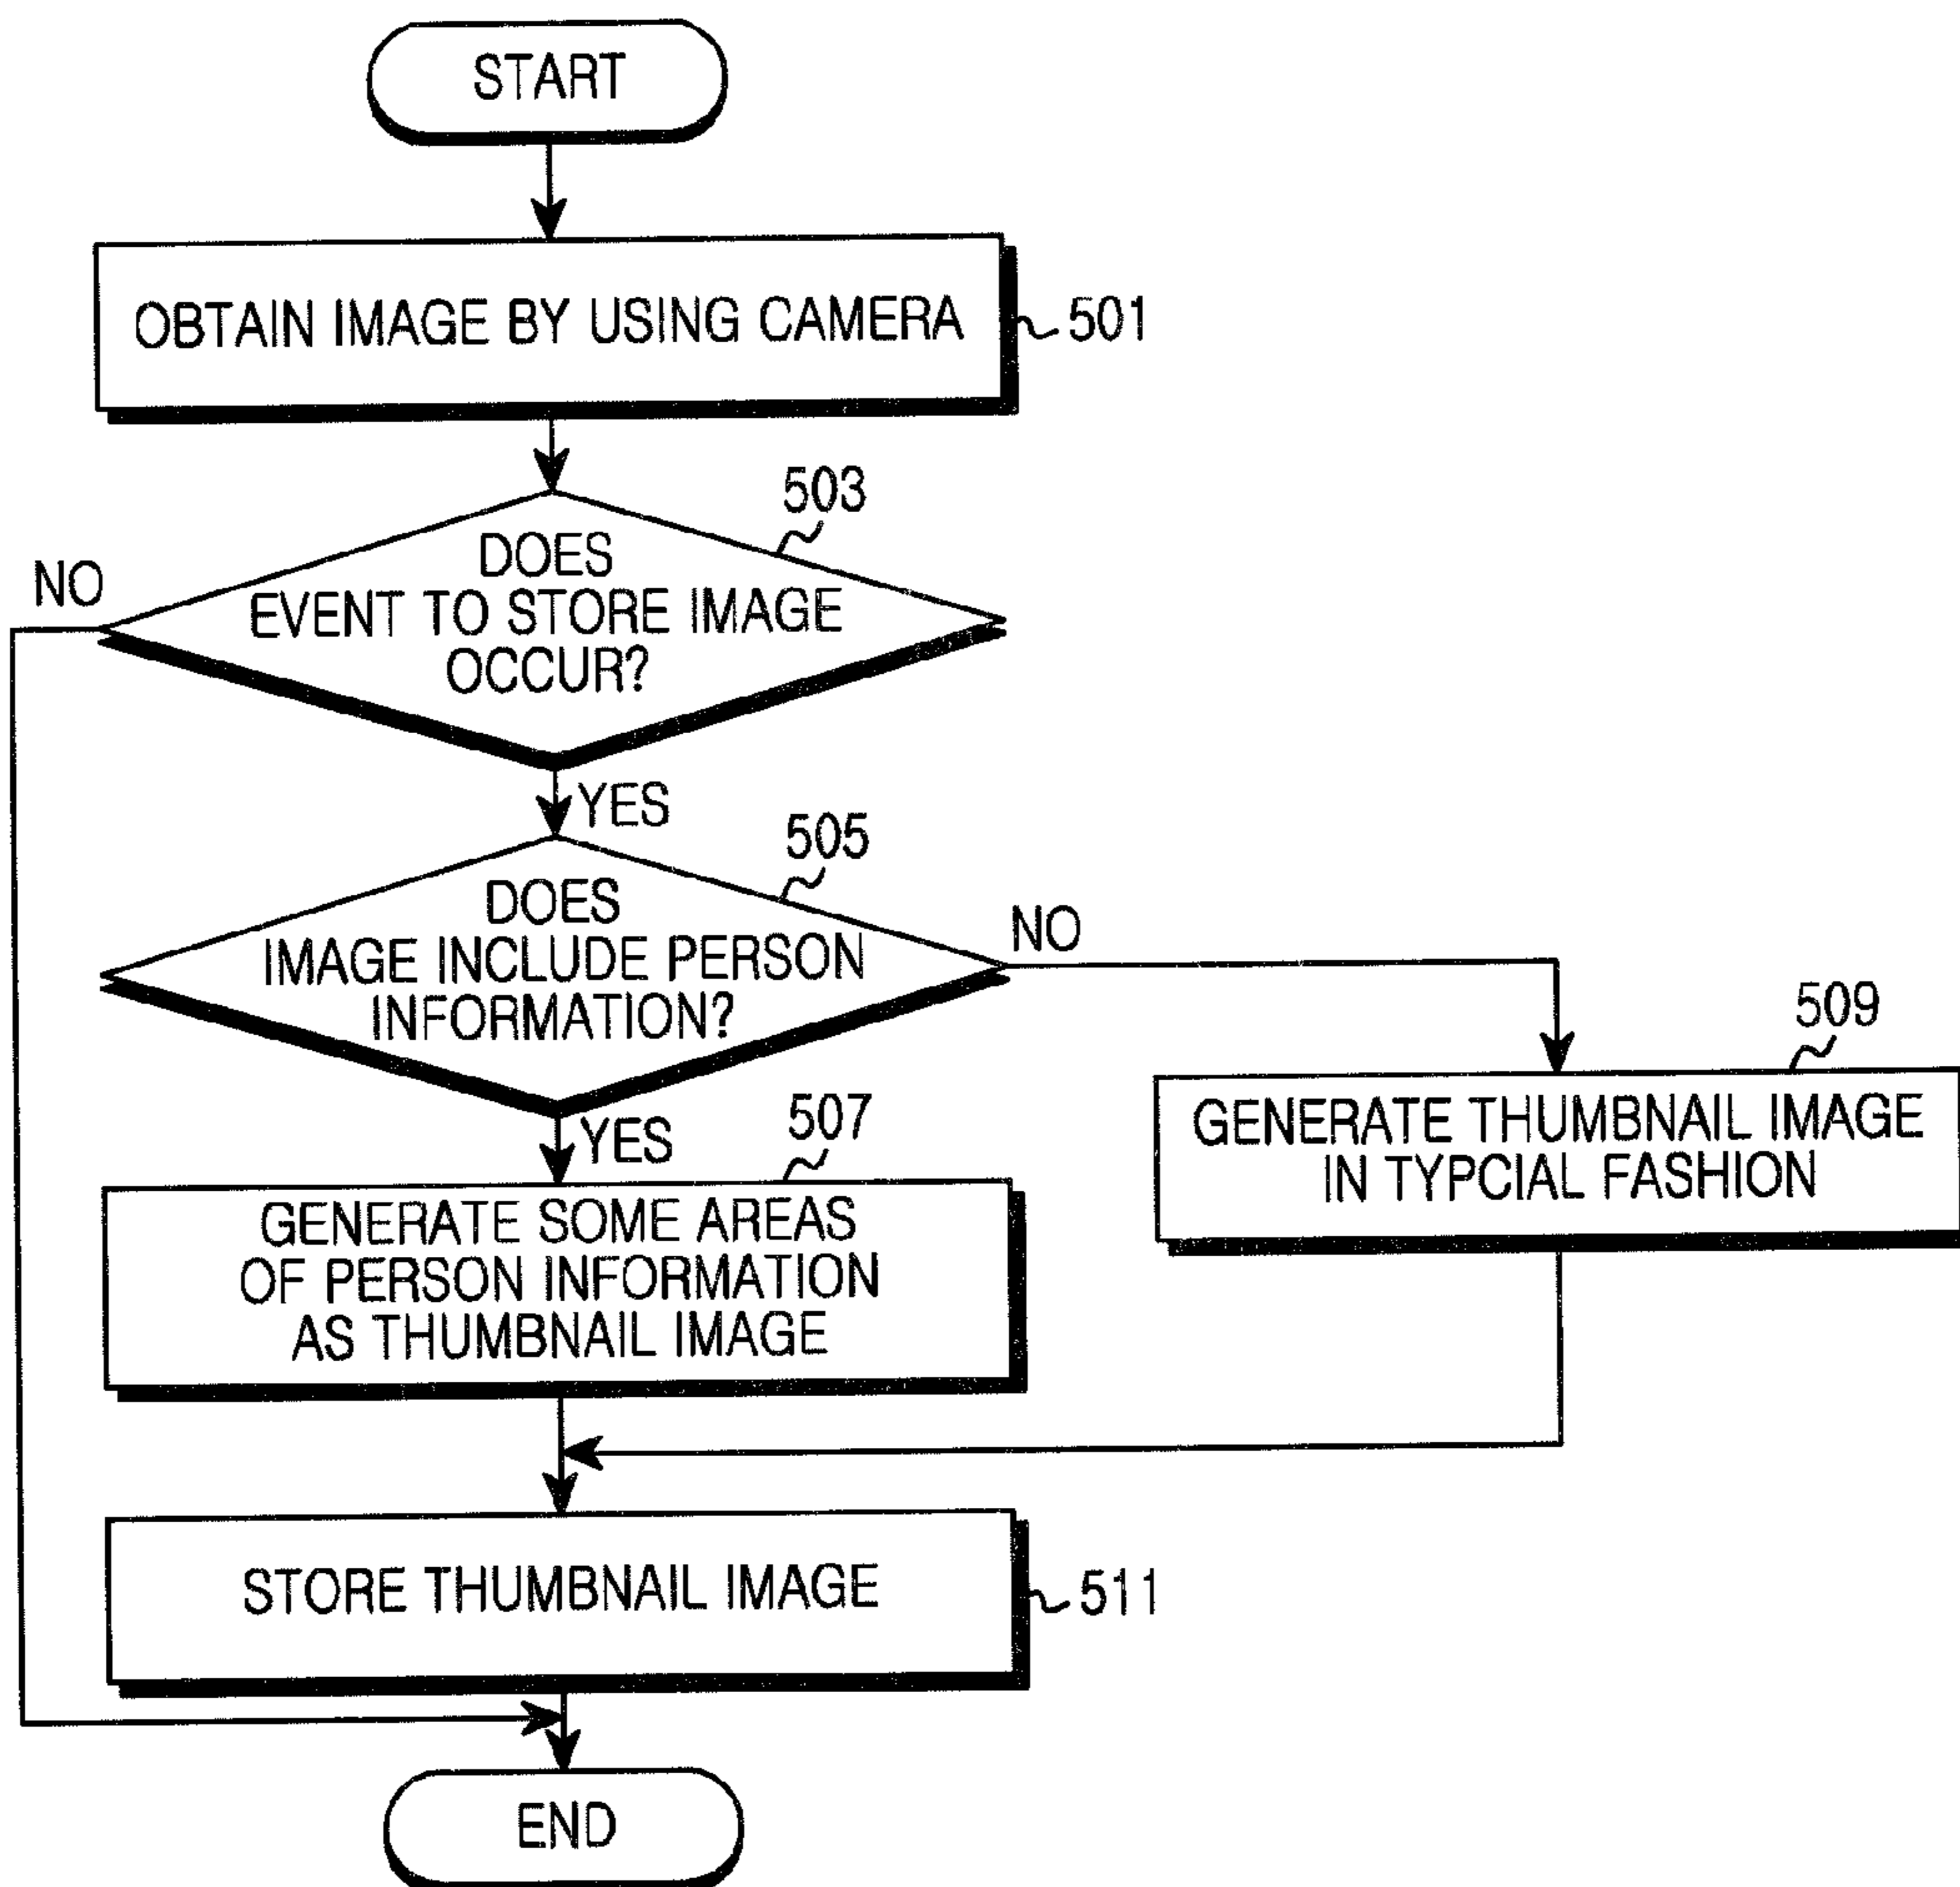 START
OBTAIN IMAGE BY USING CAMERA
501
503
DOES
EVENT TO STORE IMAGE
OCCUR?
NO
YES
505
DOES
IMAGE INCLUDE PERSON
INFORMATION?
NO
YES
507
GENERATE SOME AREAS
OF PERSON INFORMATION
AS THUMBNAIL IMAGE
509
GENERATE THUMBNAIL IMAGE
IN TYPCIAL FASHION
STORE THUMBNAIL IMAGE
511
END